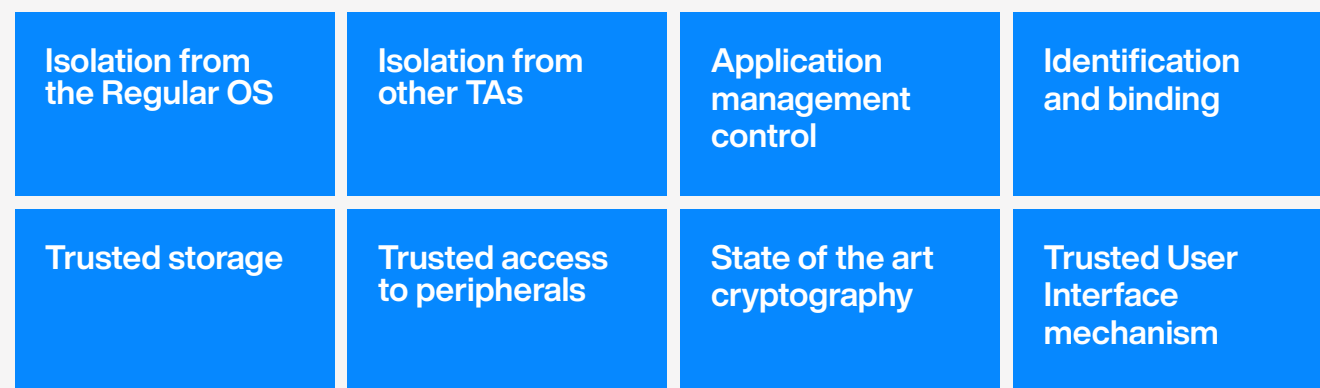 Isolation from
the Regular OS
Isolation from
other TAs
Application
management
control
Identification
and binding
Trusted storage
Trusted access
to peripherals
State of the art
cryptography
Trusted User
Interface
mechanism